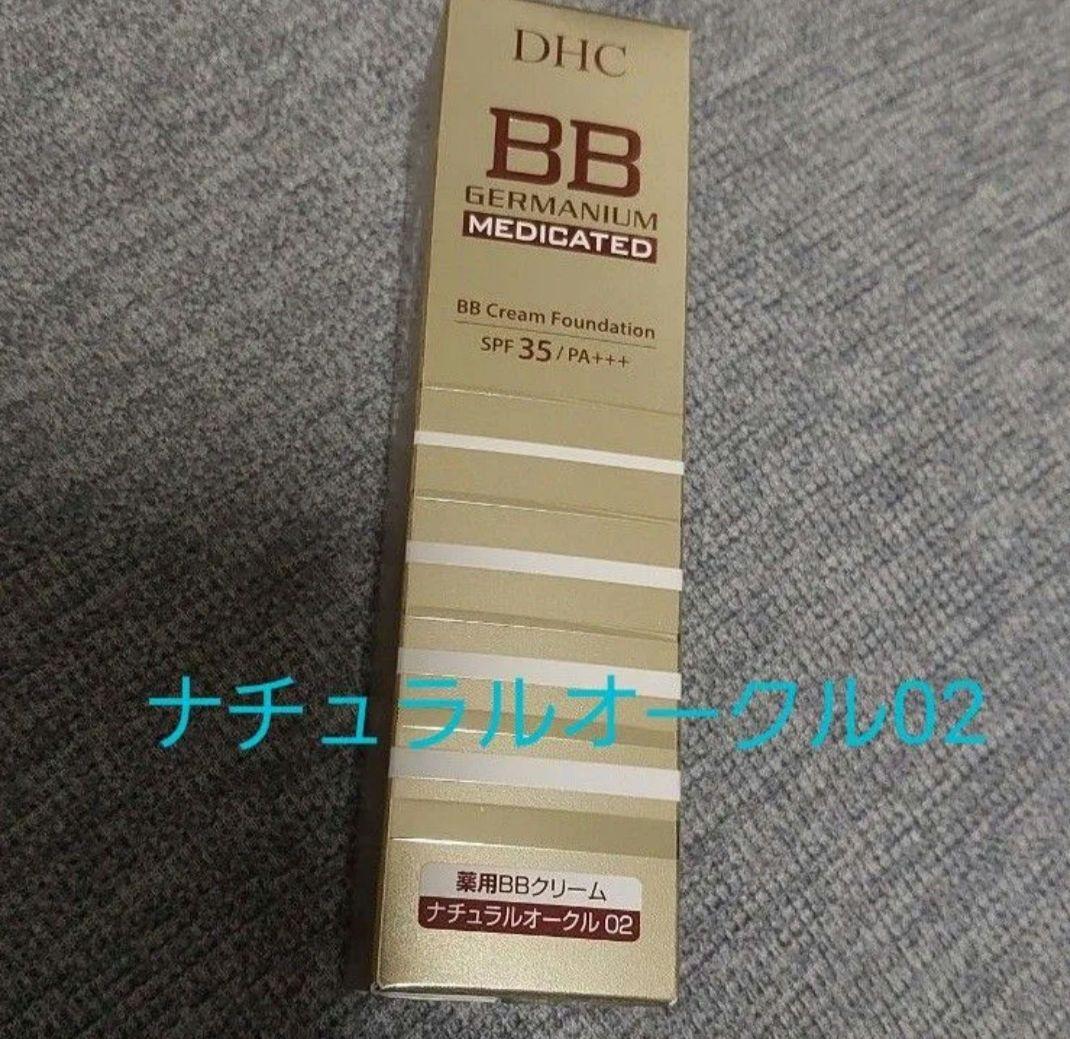 DHC
BB
GERMANIUM
MEDICATED
BB Cream Foundation
SPF 35 / PA+++
ナチュラルオークル02
薬用BBクリーム
ナチュラルオークル 02